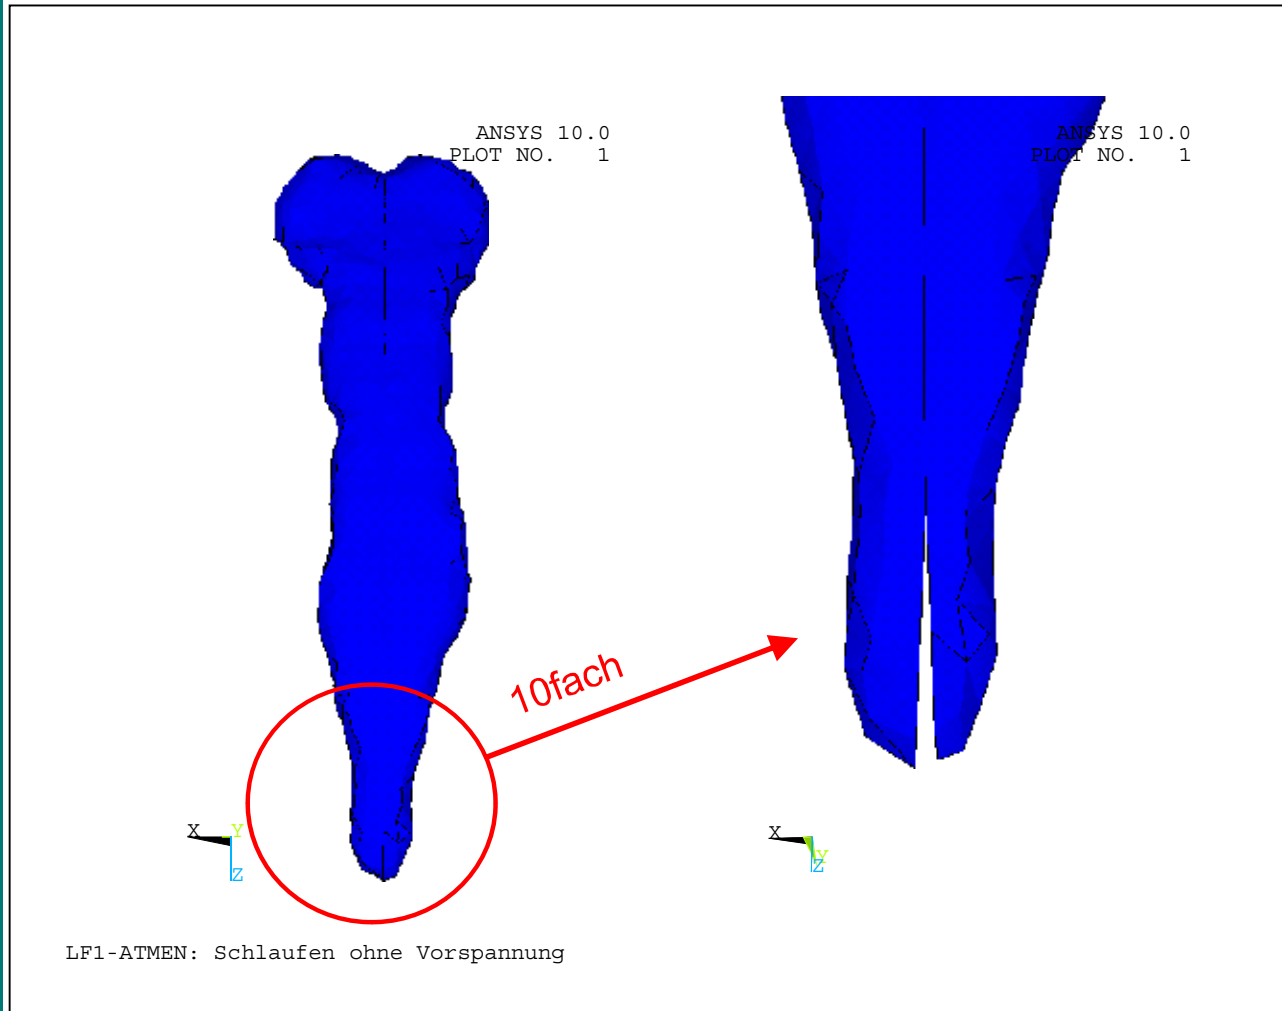 ANSYS 10.0
PLOT NO. 1
ANSYS 10.0
PLOT NO. 1
10fach
X Y
Z
X
Y
Z
LF1-ATMEN: Schlaufen ohne Vorspannung